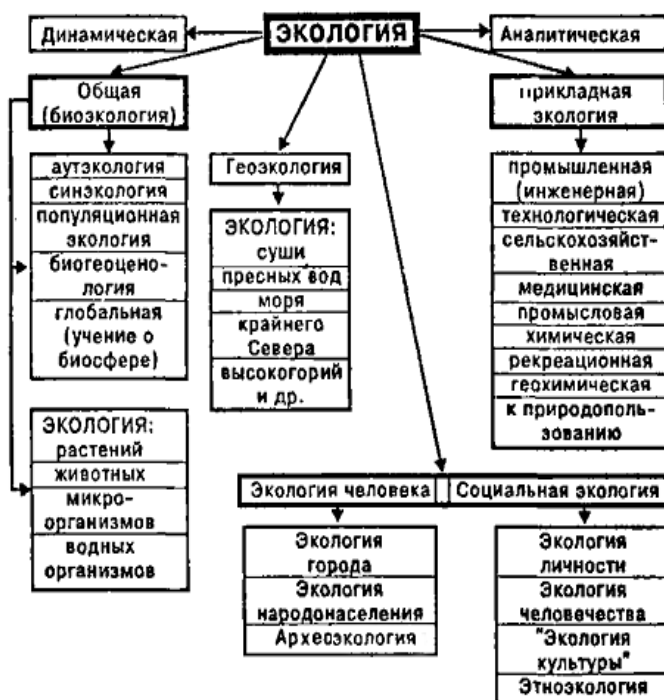 Динамическая
ЭКОЛОГИЯ
Аналитическая
Общая
(биоэкология)
Прикладная
экология
аутэкология
синэкология
популяционная
экология
биогеоцено-
логия
глобальная
(учение о
биосфере)
ЭКОЛОГИЯ:
растений
животных
микро-
организмов
водных
организмов
Геоэкология
ЭКОЛОГИЯ:
суши
пресных вод
моря
крайнего
Севера
высокогорий
и др.
промышленная
(инженерная)
технологическая
сельскохозяйст-
венная
медицинская
промысловая
химическая
рекреационная
геохимическая
к природополь-
зованию
Экология человека
Социальная экология
Экология
города
Экология
народонаселения
Археоэкология
Экология
личности
Экология
человечества
"Экология
культуры"
Этноэкология